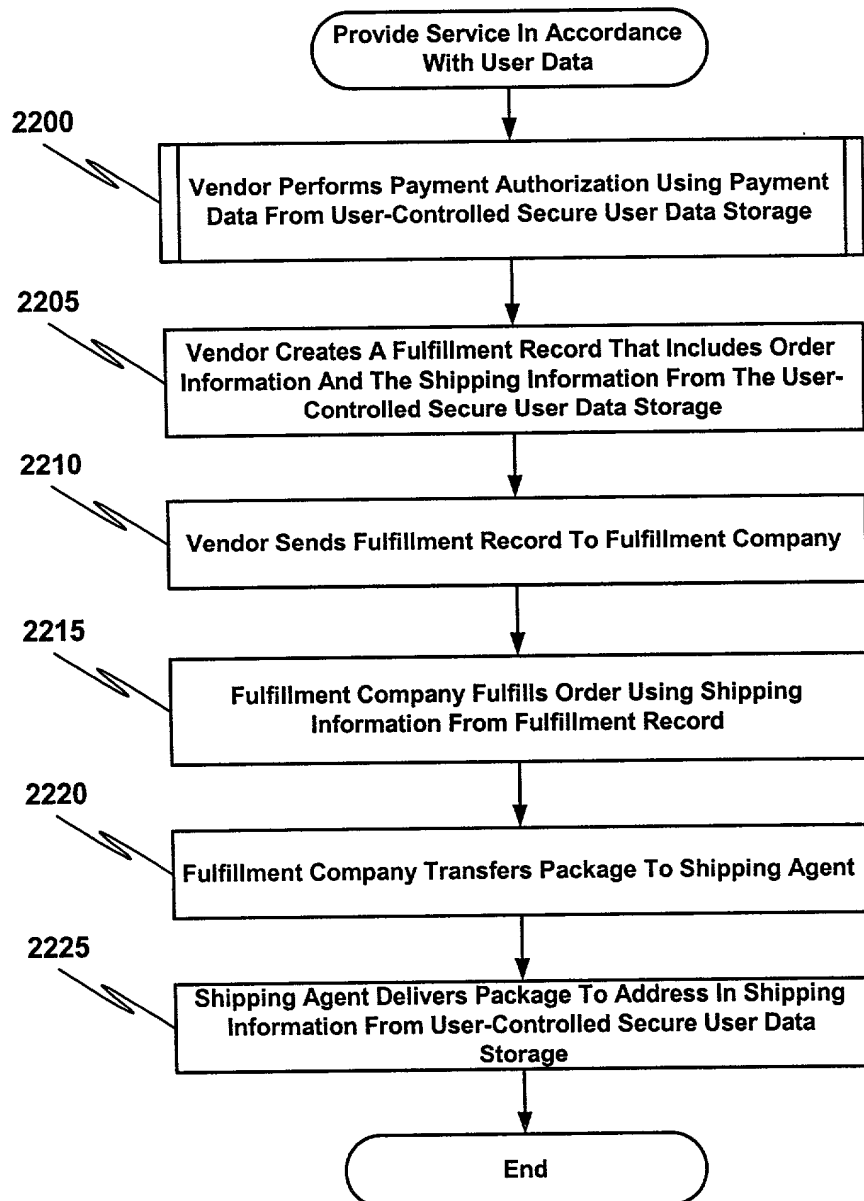 Provide Service In Accordance
With User Data
2200
Vendor Performs Payment Authorization Using Payment
Data From User-Controlled Secure User Data Storage
2205
Vendor Creates A Fulfillment Record That Includes Order
Information And The Shipping Information From The User-
Controlled Secure User Data Storage
2210
Vendor Sends Fulfillment Record To Fulfillment Company
2215
Fulfillment Company Fulfills Order Using Shipping
Information From Fulfillment Record
2220
Fulfillment Company Transfers Package To Shipping Agent
2225
Shipping Agent Delivers Package To Address In Shipping
Information From User-Controlled Secure User Data
Storage
End